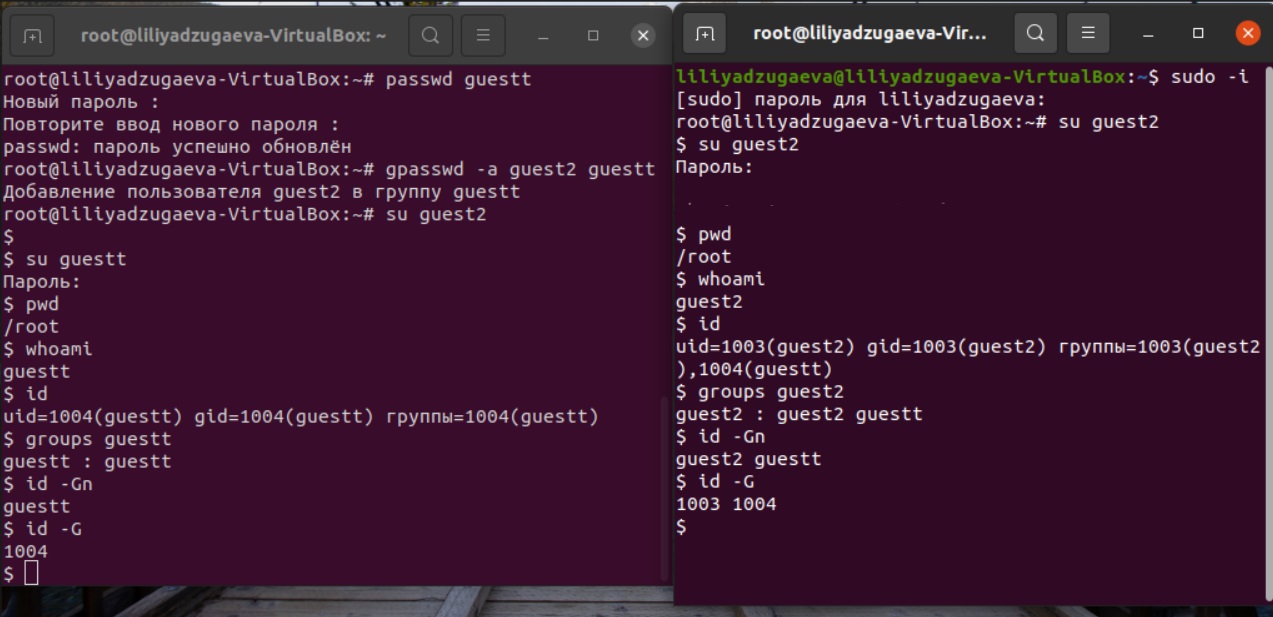 root@liliyadzugaeva-VirtualBox: ~
root@liliyadzugaeva-VirtualBox:~# passwd guestt
Новый пароль :
Повторите ввод нового пароля :
passwd: пароль успешно обновлён
root@liliyadzugaeva-VirtualBox:~# gpasswd -a guest2 guestt
Добавление пользователя guest2 в группу guestt
root@liliyadzugaeva-VirtualBox:~# su guest2
$
$ su guestt
Пароль:
$ pwd
/root
$ whoami
guestt
$ id
uid=1004(guestt) gid=1004(guestt) группы=1004(guestt)
$ groups guestt
guestt : guestt
$ id -Gn
guestt
$ id -G
1004
$
root@liliyadzugaeva-Vir...
liliyadzugaeva@liliyadzugaeva-VirtualBox:~$ sudo -i
[sudo] пароль для liliyadzugaeva:
root@liliyadzugaeva-VirtualBox:~# su guest2
$ su guest2
Пароль:
$ pwd
/root
$ whoami
guest2
$ id
uid=1003(guest2) gid=1003(guest2) группы=1003(guest2
),1004(guestt)
$ groups guest2
guest2 : guest2 guestt
$ id -Gn
guest2 guestt
$ id -G
1003 1004
$